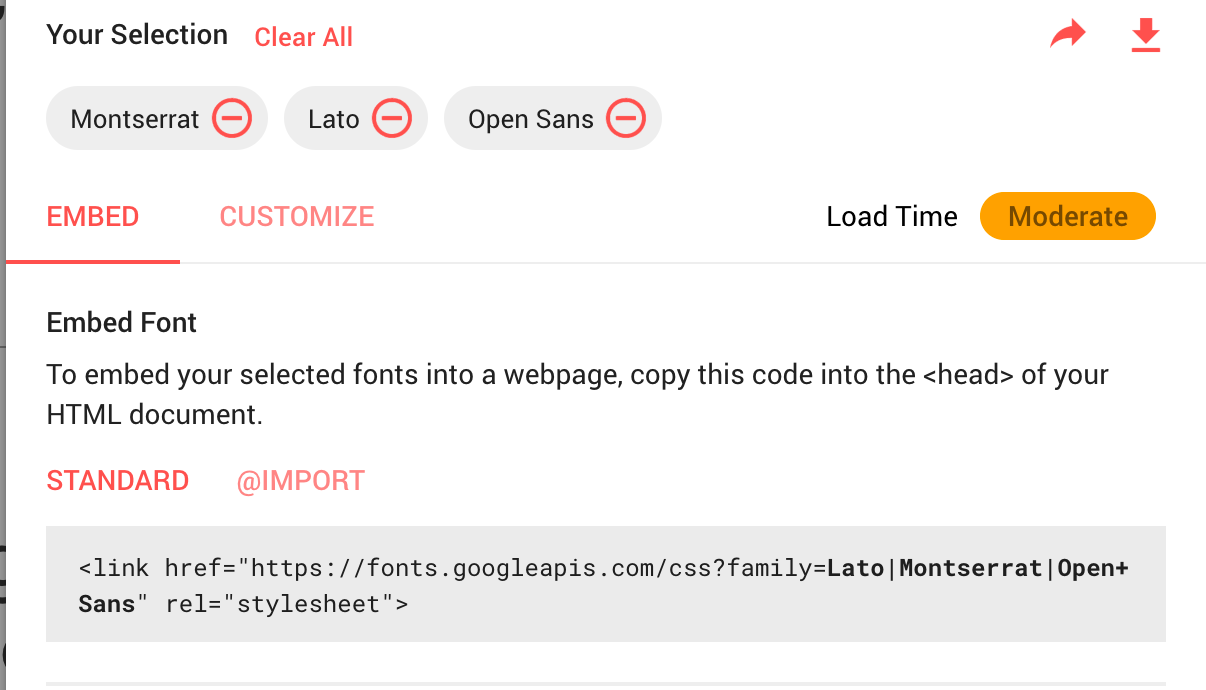 Your Selection Clear All
Montserrat Lato Open Sans
EMBED CUSTOMIZE Load Time Moderate
Embed Font
To embed your selected fonts into a webpage, copy this code into the <head> of your
HTML document.
STANDARD @IMPORT
<link href="https://fonts.googleapis.com/css?family=Lato|Montserrat|Open+
Sans" rel="stylesheet">